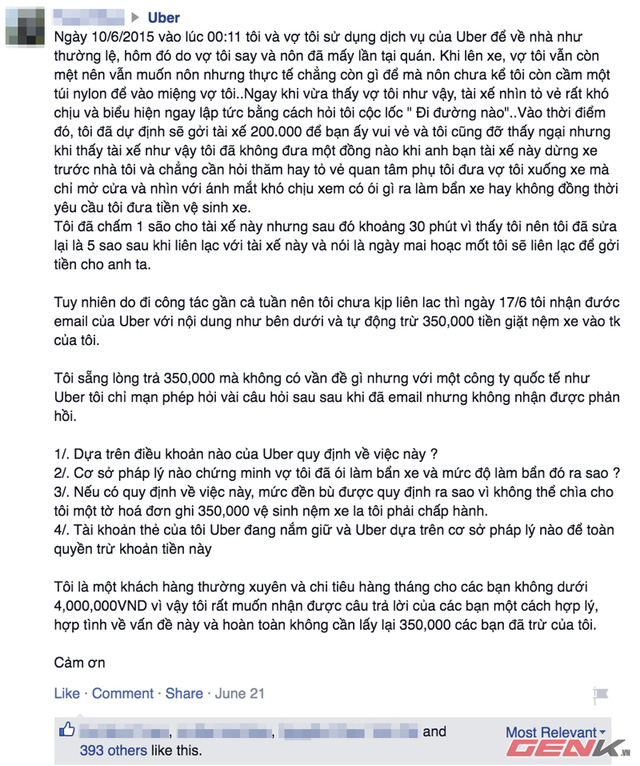 Uber
Ngày 10/6/2015 vào lúc 00:11 tôi và vợ tôi sử dụng dịch vụ của Uber để về nhà như
thường lệ, hôm đó do vợ tôi say và nôn đã mấy lần tại quán. Khi lên xe, vợ tôi vẫn còn
mệt nên vẫn muốn nôn nhưng thực tế chẳng còn gì để mà nôn chưa kể tôi còn cầm một
túi nylon để vào miệng vợ tôi..Ngay khi vừa thấy vợ tôi như vậy, tài xế nhìn tỏ vẻ rất khó
chịu và biểu hiện ngay lập tức bằng cách hỏi tôi cộc lốc " Đi đường nào"..Vào thời điểm
đó, tôi đã dự định sẽ gởi tài xế 200.000 để bạn ấy vui vẻ và tôi cũng đỡ thấy ngại nhưng
khi thấy tài xế như vậy tôi đã không đưa một đồng nào khi anh bạn tài xế này dừng xe
trước nhà tôi và chẳng cần hỏi thăm hay tỏ vẻ quan tâm phụ tôi đưa vợ tôi xuống xe mà
chỉ mở cửa và nhìn với ánh mắt khó chịu xem có ói gì ra làm bẩn xe hay không đồng thời
yêu cầu tôi đưa tiền vệ sinh xe.
Tôi đã chấm 1 são cho tài xế này nhưng sau đó khoảng 30 phút vì thấy tôi nên tôi đã sửa
lại là 5 sao sau khi liên lạc với tài xế này và nói là ngày mai hoạc mốt tôi sẽ liên lạc để gởi
tiền cho anh ta.
Tuy nhiên do đi công tác gần cả tuần nên tôi chưa kịp liên lac thì ngày 17/6 tôi nhận đước
email của Uber với nội dung như bên dưới và tự động trừ 350,000 tiền giặt nệm xe vào tk
của tôi.
Tôi sẵng lòng trả 350,000 mà không có vần đề gì nhưng với một công ty quốc tế như
Uber tôi chỉ mạn phép hỏi vài câu hỏi sau sau khi đã email nhưng không nhận được phản
hồi.
1/. Dựa trên điều khoản nào của Uber quy định về việc này ?
2/. Cơ sở pháp lý nào chứng minh vợ tôi đã ói làm bẩn xe và mức độ làm bẩn đó ra sao ?
3/. Nếu có quy định về việc này, mức đền bù được quy định ra sao vì không thể chìa cho
tôi một tờ hoá đơn ghi 350,000 vệ sinh nệm xe la tôi phải chấp hành.
4/. Tài khoản thẻ của tôi Uber đang nắm giữ và Uber dựa trên cơ sở pháp lý nào để toàn
quyền trừ khoản tiền này
Tôi là một khách hàng thường xuyên và chi tiêu hàng tháng cho các bạn không dưới
4,000,000VND vì vậy tôi rất muốn nhận được câu trả lời của các bạn một cách hợp lý,
hợp tình về vấn đề này và hoàn toàn không cần lấy lại 350,000 các bạn đã trừ của tôi.
Cảm ơn
Like · Comment · Share · June 21
, , and
393 others like this.
Most Relevant
GENK.VN